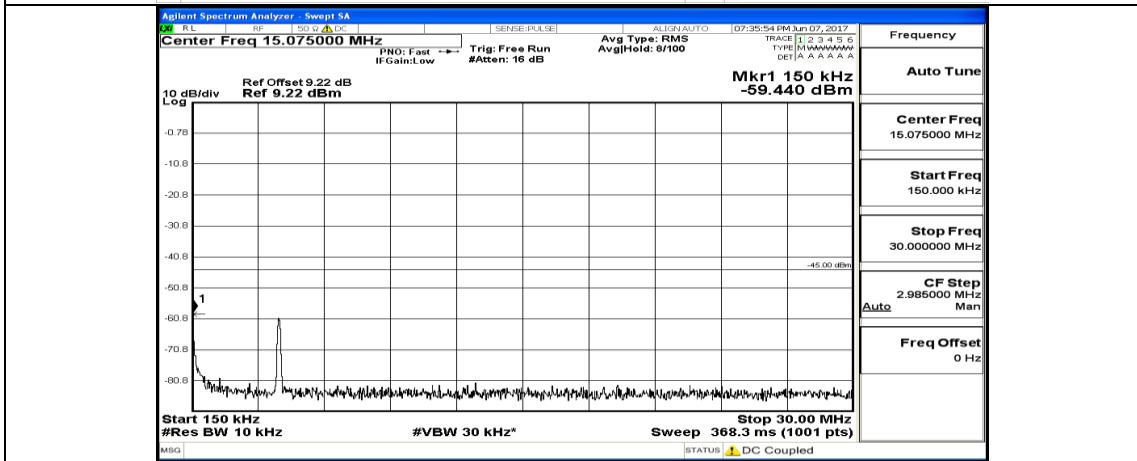 Agilent Spectrum Analyzer - Swept SA
LXI RL RF 50 Ω DC SENSE:PULSE ALIGN AUTO 07:35:54 PM Jun 07, 2017
Center Freq 15.075000 MHz
PNO: Fast
IFGain:Low
Trig: Free Run
#Atten: 16 dB
Avg Type: RMS
Avg|Hold: 8/100
TRACE 1 2 3 4 5 6
TYPE M WWWWW
DET A A A A A A
Ref Offset 9.22 dB
10 dB/div Ref 9.22 dBm
Log
Mkr1 150 kHz
-59.440 dBm
-0.78
-10.8
-20.8
-30.8
-40.8
-45.00 dBm
-50.8
1
-60.8
-70.8
-80.8
Start 150 kHz
Stop 30.00 MHz
#Res BW 10 kHz #VBW 30 kHz* Sweep 368.3 ms (1001 pts)
MSG STATUS DC Coupled
Frequency
Auto Tune
Center Freq
15.075000 MHz
Start Freq
150.000 kHz
Stop Freq
30.000000 MHz
CF Step
2.985000 MHz
Auto Man
Freq Offset
0 Hz